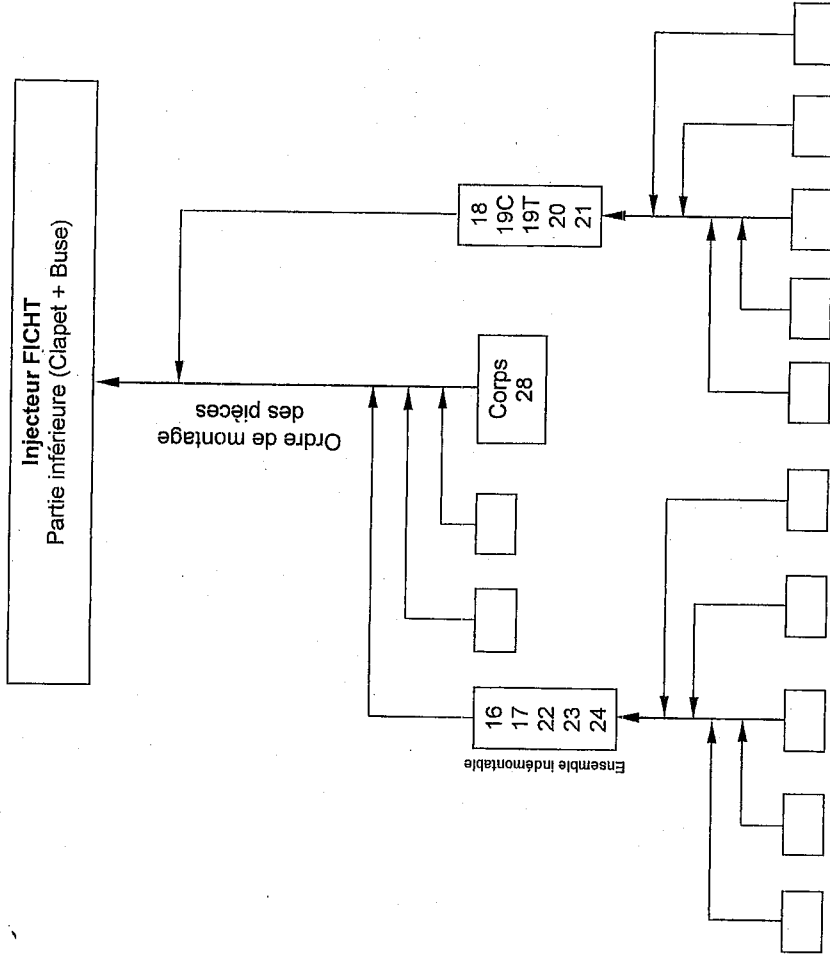 Injecteur FICHT
Partie inférieure (Clapet + Buse)
Ordre de montage
des pièces
Corps
28
18
19C
19T
20
21
16
17
22
23
24
Ensemble indémontable